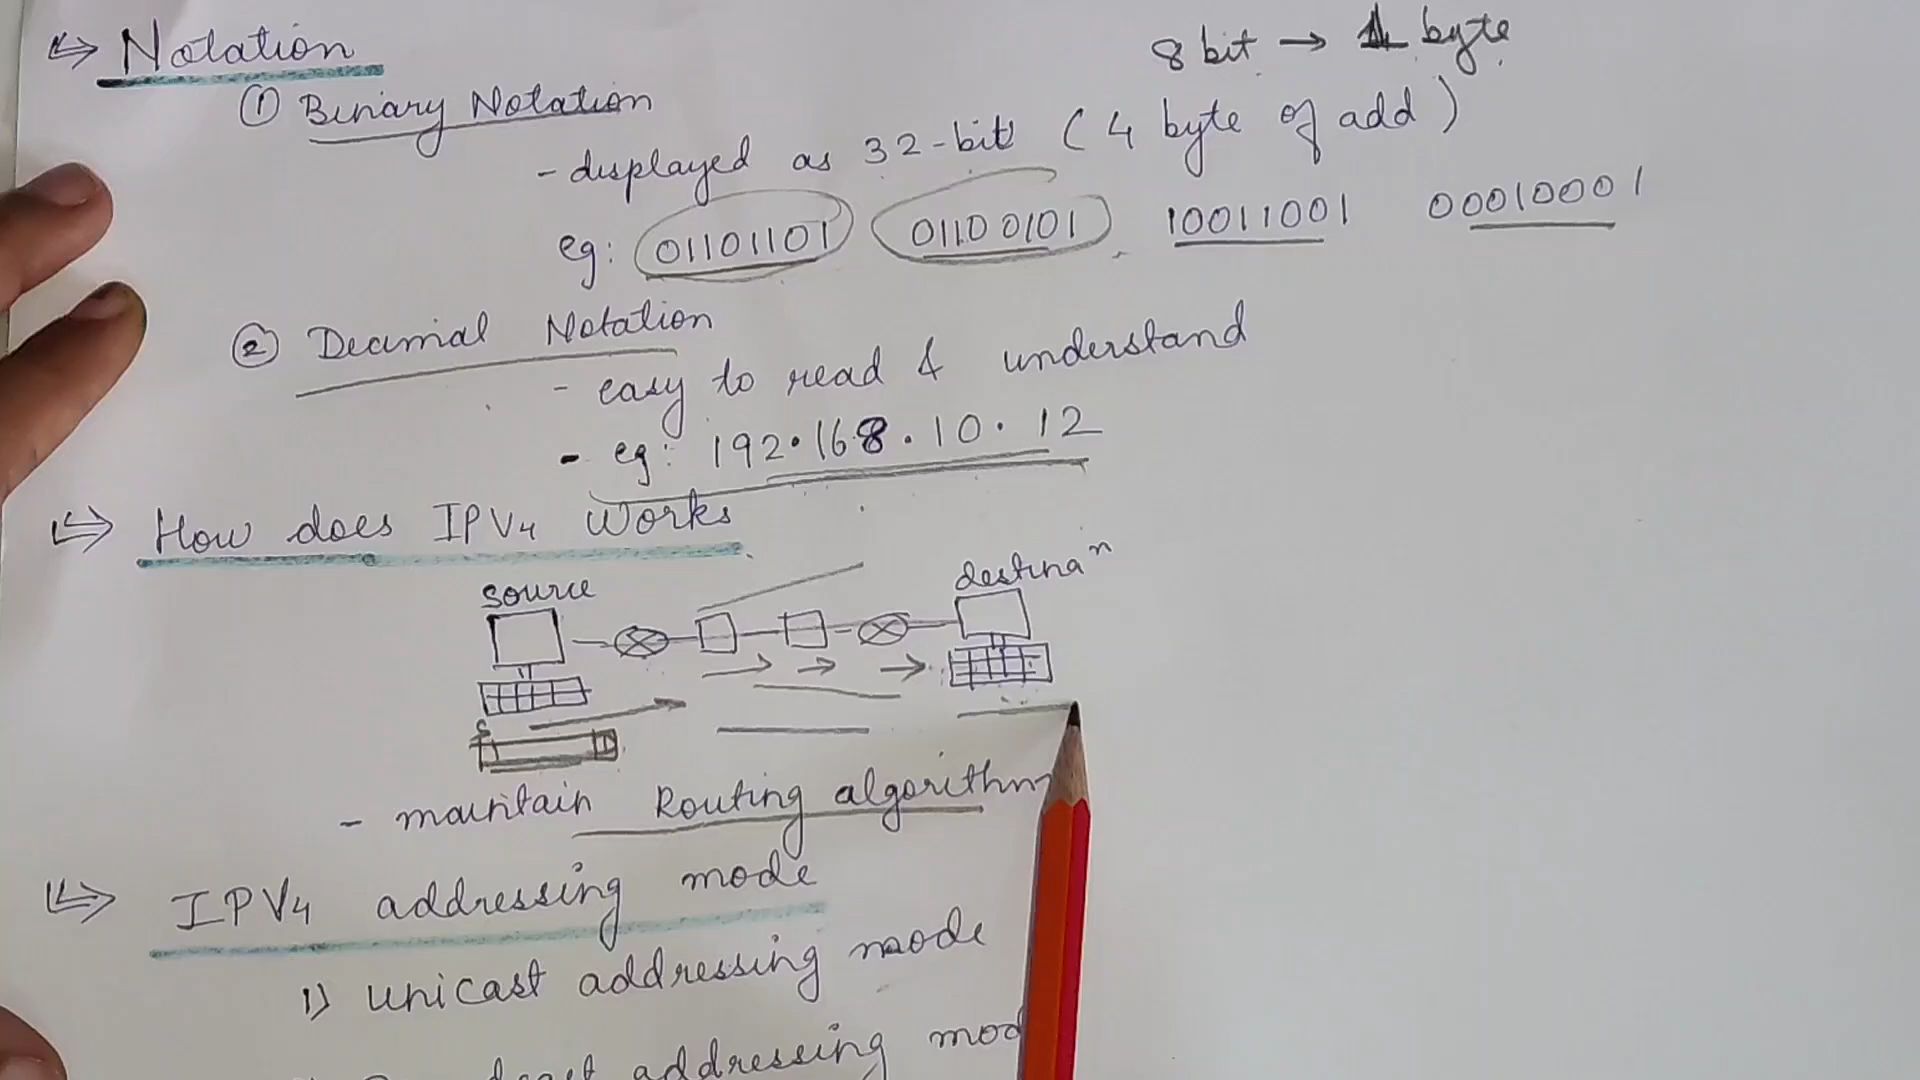 Notation
8 bit → 1 byte
① Binary Notation
- displayed as 32-bit (4 byte of add)
eg: 01101101 01100101 10011001 00010001
② Decimal Notation
- easy to read & understand
- eg: 192.168.10.12
How does IPV4 Works
source destinaⁿ
S D
- maintain Routing algorithm
IPV4 addressing mode
1) unicast addressing mode
addressing mod